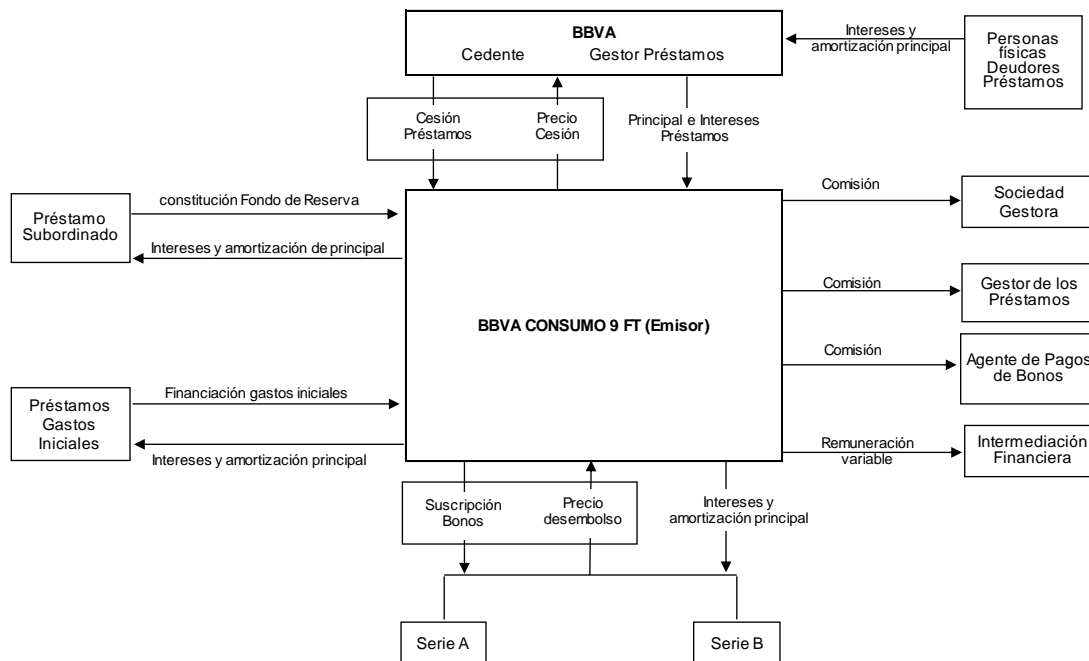 BBVA
Cedente Gestor Préstamos
Intereses y
amortización principal
Personas
físicas
Deudores
Préstamos
Cesión
Préstamos
Precio
Cesión
Principal e Intereses
Préstamos
Préstamo
Subordinado
constitución Fondo de Reserva
Intereses y amortización de principal
Comisión
Sociedad
Gestora
Comisión
Gestor de los
Préstamos
BBVA CONSUMO 9 FT (Emisor)
Comisión
Agente de Pagos
de Bonos
Préstamos
Gastos
Iniciales
Financiación gastos iniciales
Intereses y amortización principal
Remuneración
variable
Intermediación
Financiera
Suscripción
Bonos
Precio
desembolso
Intereses y
amortización principal
Serie A
Serie B